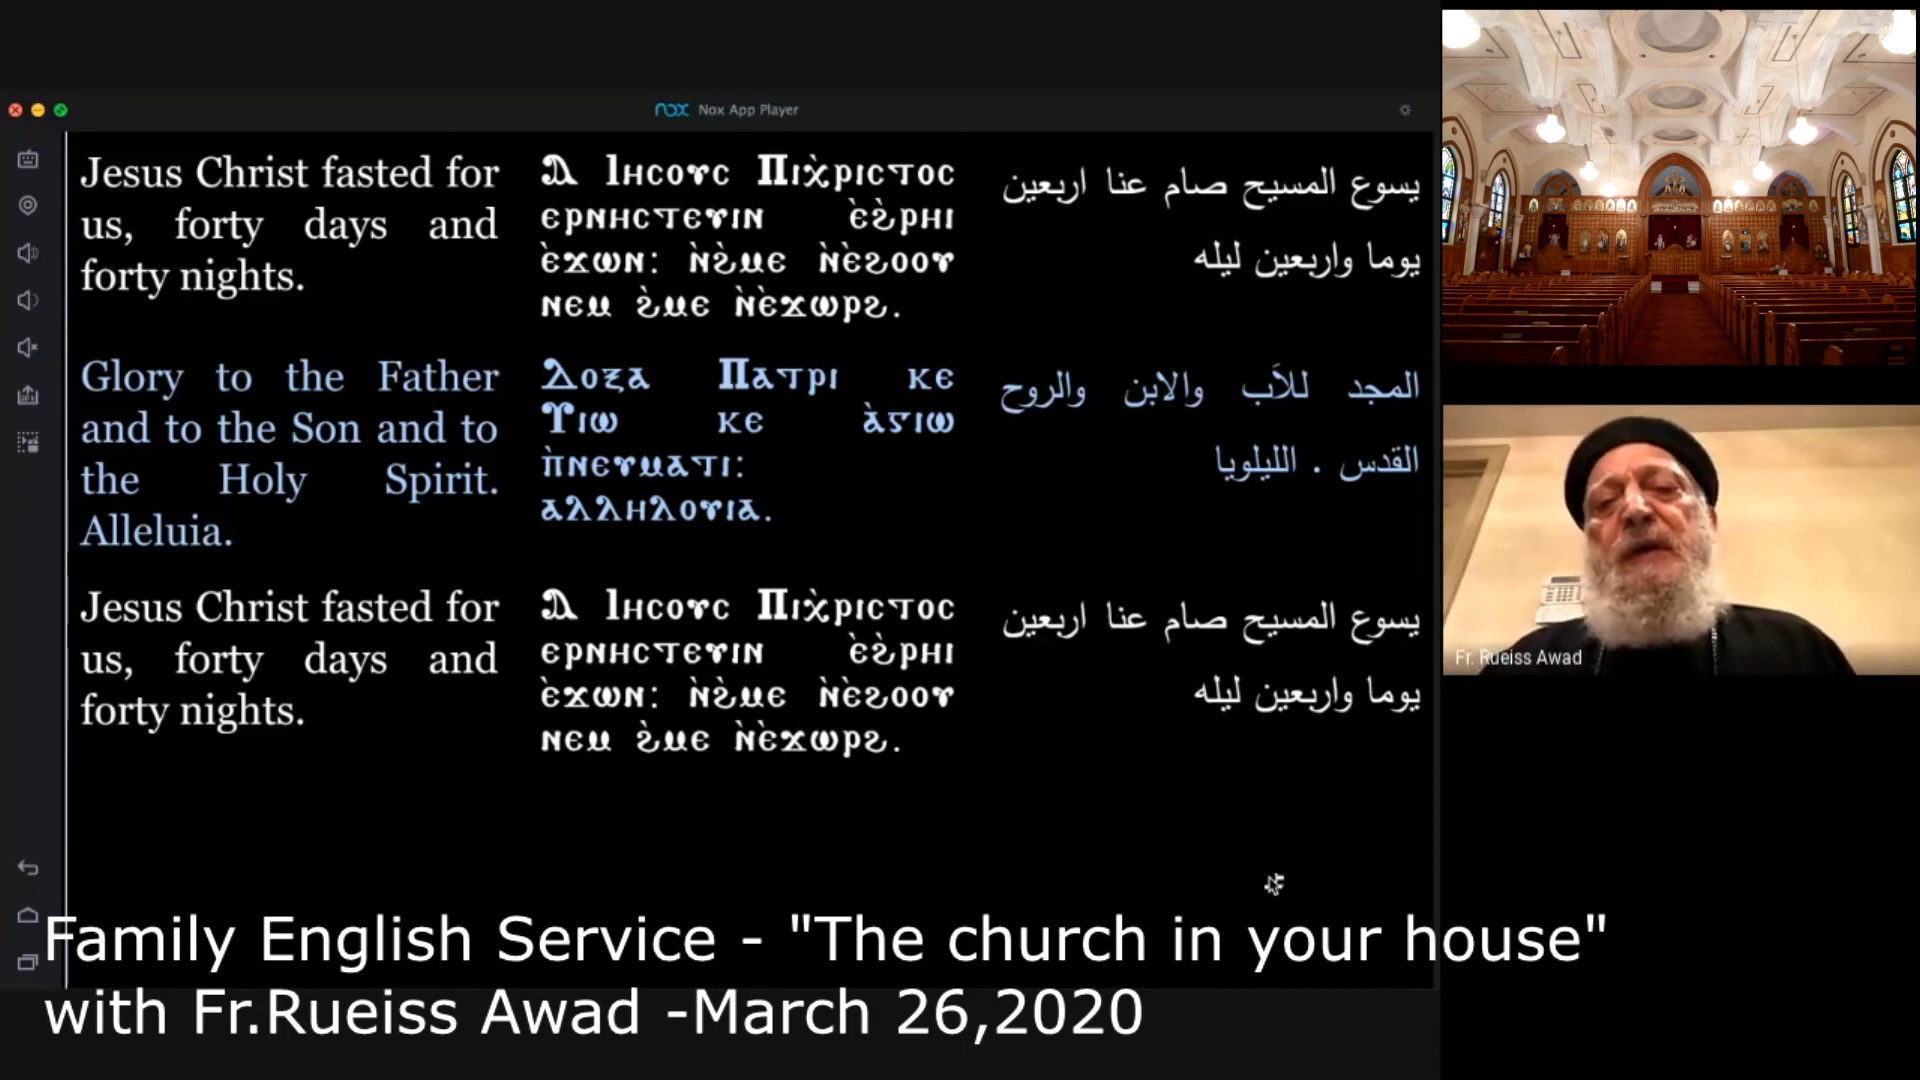 nox Nox App Player
Jesus Christ fasted for
us, forty days and
forty nights.
Ⲁ Ⲓⲏⲥⲟⲩⲥ Ⲡⲓⲭ̀ⲣⲓⲥⲧⲟⲥ
ⲉⲣⲛⲏⲥⲧⲉⲩⲓⲛ ⲉ̀ϩ̀ⲣⲏⲓ
ⲉ̀ϫⲱⲛ: ⲛ̀ϩ̀ⲙⲉ ⲛ̀ⲉ̀ϩⲟⲟⲩ
ⲛⲉⲙ ϩ̀ⲙⲉ ⲛ̀ⲉ̀ϫⲱⲣϩ.
يسوع المسيح صام عنا اربعين
يوما واربعين ليله
Glory to the Father
and to the Son and to
the Holy Spirit.
Alleluia.
Ⲇⲟⲝⲁ Ⲡⲁⲧⲣⲓ ⲕⲉ
Ⲩⲓⲱ ⲕⲉ ⲁ̀ⲅⲓⲱ
ⲡ̀ⲛⲉⲩⲙⲁⲧⲓ:
ⲁⲗⲗⲏⲗⲟⲩⲓⲁ.
المجد للآب والابن والروح
القدس . الليلويا
Jesus Christ fasted for
us, forty days and
forty nights.
Ⲁ Ⲓⲏⲥⲟⲩⲥ Ⲡⲓⲭ̀ⲣⲓⲥⲧⲟⲥ
ⲉⲣⲛⲏⲥⲧⲉⲩⲓⲛ ⲉ̀ϩ̀ⲣⲏⲓ
ⲉ̀ϫⲱⲛ: ⲛ̀ϩ̀ⲙⲉ ⲛ̀ⲉ̀ϩⲟⲟⲩ
ⲛⲉⲙ ϩ̀ⲙⲉ ⲛ̀ⲉ̀ϫⲱⲣϩ.
يسوع المسيح صام عنا اربعين
يوما واربعين ليله
Fr. Rueiss Awad
Family English Service - "The church in your house"
with Fr.Rueiss Awad -March 26,2020